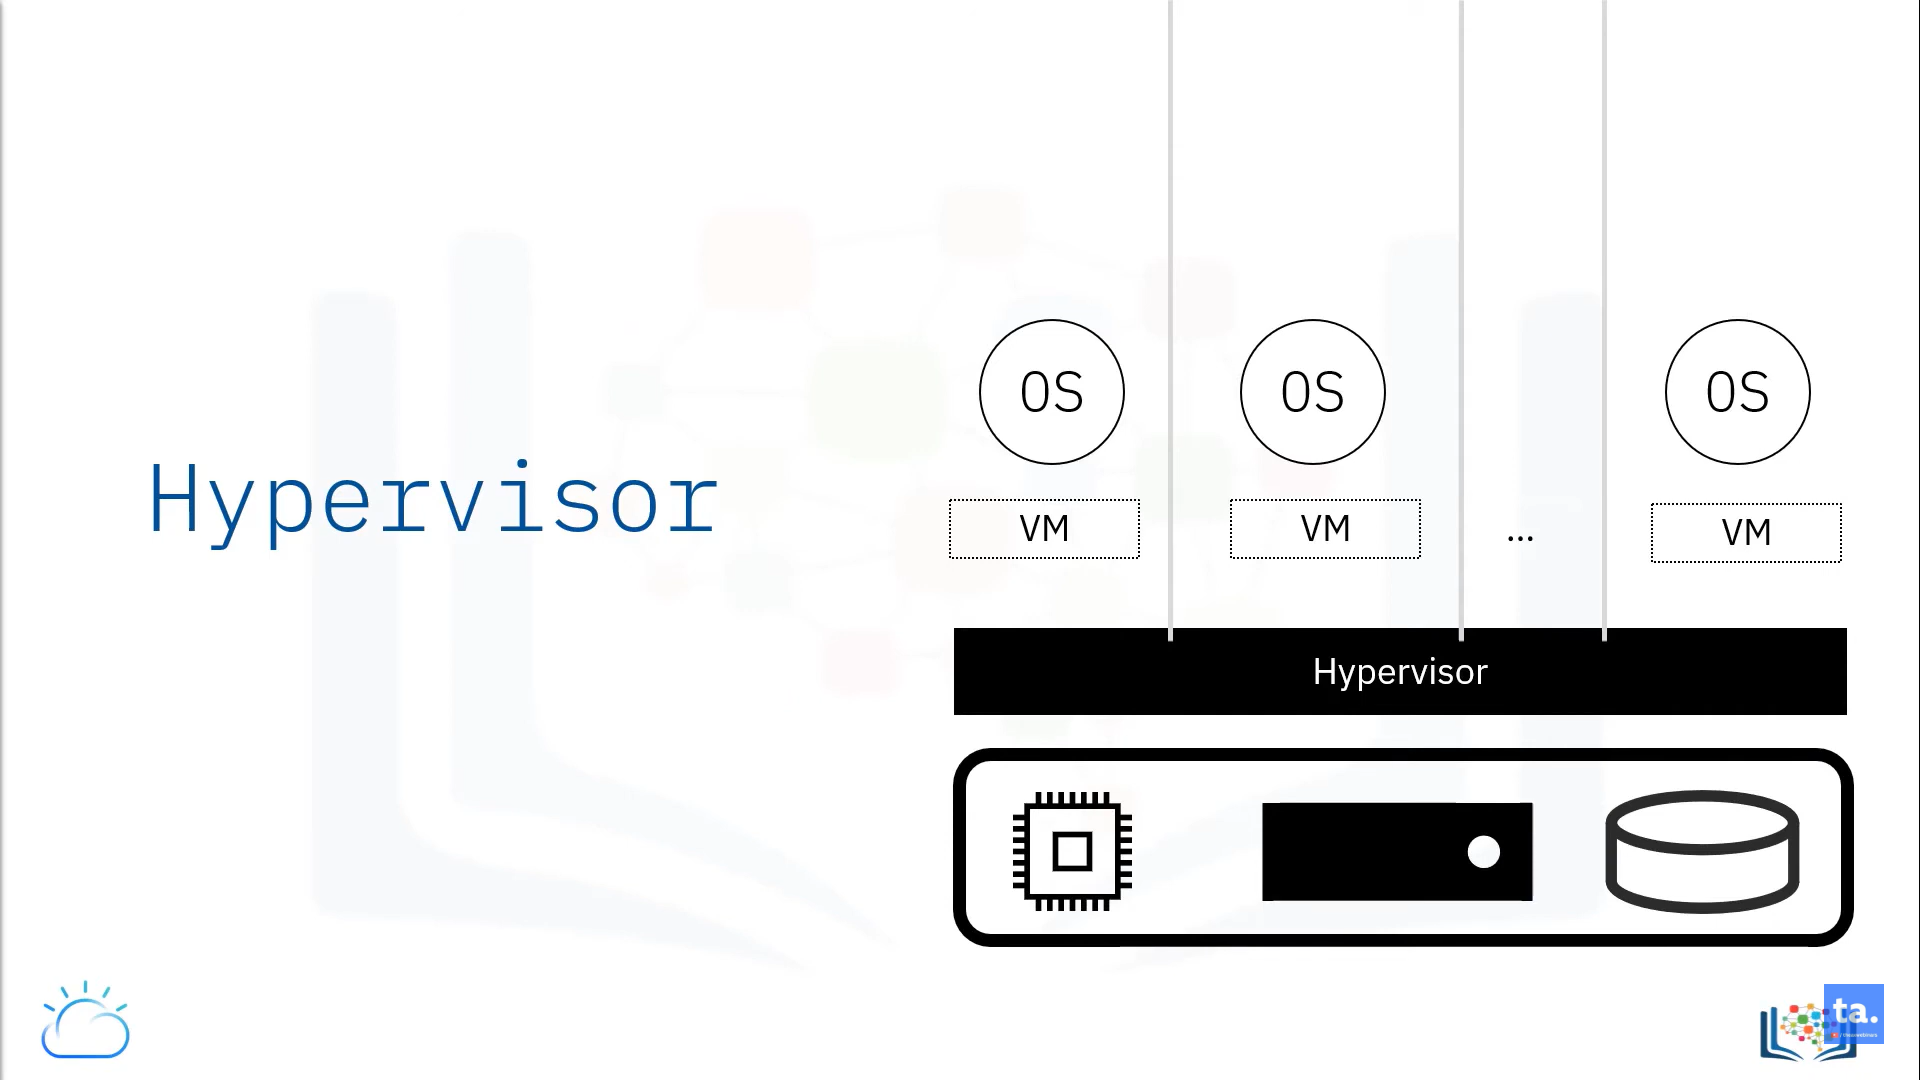 Hypervisor
OS OS OS
VM VM ... VM
Hypervisor
ta.